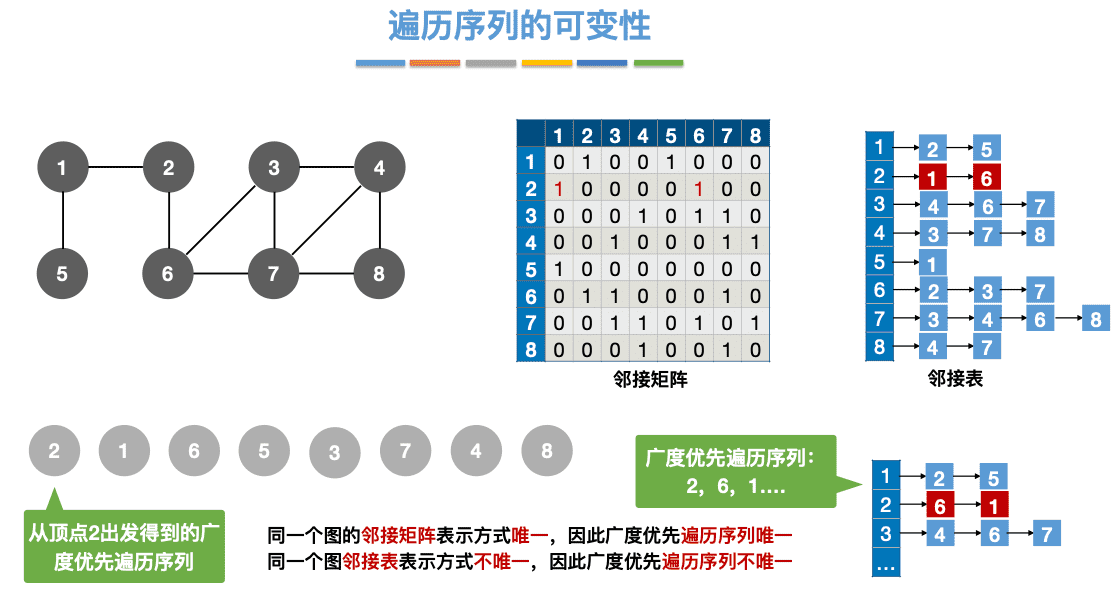 遍历序列的可变性
1 2 3 4
5 6 7 8
1 2 3 4 5 6 7 8
1 0 1 0 0 1 0 0 0
2 1 0 0 0 0 1 0 0
3 0 0 0 1 0 1 1 0
4 0 0 1 0 0 0 1 1
5 1 0 0 0 0 0 0 0
6 0 1 1 0 0 0 1 0
7 0 0 1 1 0 1 0 1
8 0 0 0 1 0 0 1 0
邻接矩阵
1 2 5
2 1 6
3 4 6 7
4 3 7 8
5 1
6 2 3 7
7 3 4 6 8
8 4 7
邻接表
2 1 6 5 3 7 4 8
从顶点2出发得到的广
度优先遍历序列
广度优先遍历序列：
2，6，1....
1 2 5
2 6 1
3 4 6 7
...
同一个图的邻接矩阵表示方式唯一，因此广度优先遍历序列唯一
同一个图邻接表表示方式不唯一，因此广度优先遍历序列不唯一